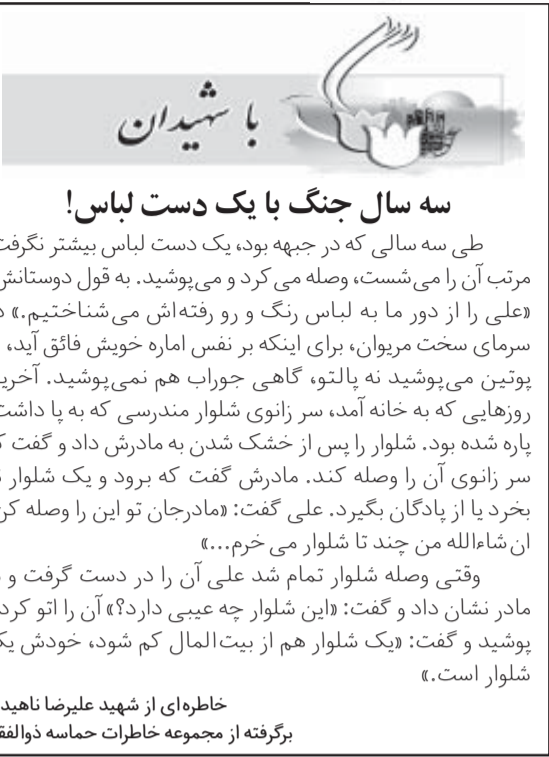 با شهیدان
سه سال جنگ با یک دست لباس!
طی سه سالی که در جبهه بود، یک دست لباس بیشتر نگرفت
مرتب آن را می‌شست، وصله می‌کرد و می‌پوشید. به قول دوستانش
«علی را از دور ما به لباس رنگ و رو رفته‌اش می‌شناختیم.»
سرمای سخت مریوان، برای اینکه بر نفس اماره خویش فائق آید،
پوتین می‌پوشید نه پالتو، گاهی جوراب هم نمی‌پوشید.
روزهایی که به خانه آمد، سر زانوی شلوار مندرسی که به پا داشت
پاره شده بود. شلوار را پس از خشک شدن به مادرش داد و گفت
سر زانوی آن را وصله کند. مادرش گفت که برود و یک شلوار
بخرد یا از پادگان بگیرد. علی گفت: «مادرجان تو این را وصله کن
ان شاءالله من چند تا شلوار می خرم...»
وقتی وصله شلوار تمام شد علی آن را در دست گرفت و
مادر نشان داد و گفت: «این شلوار چه عیبی دارد؟» آن را اتو کرد
پوشید و گفت: «یک شلوار هم از بیت‌المال کم شود، خودش
شلوار است.»
خاطره‌ای از شهید علیرضا
برگرفته از مجموعه خاطرات حماسه